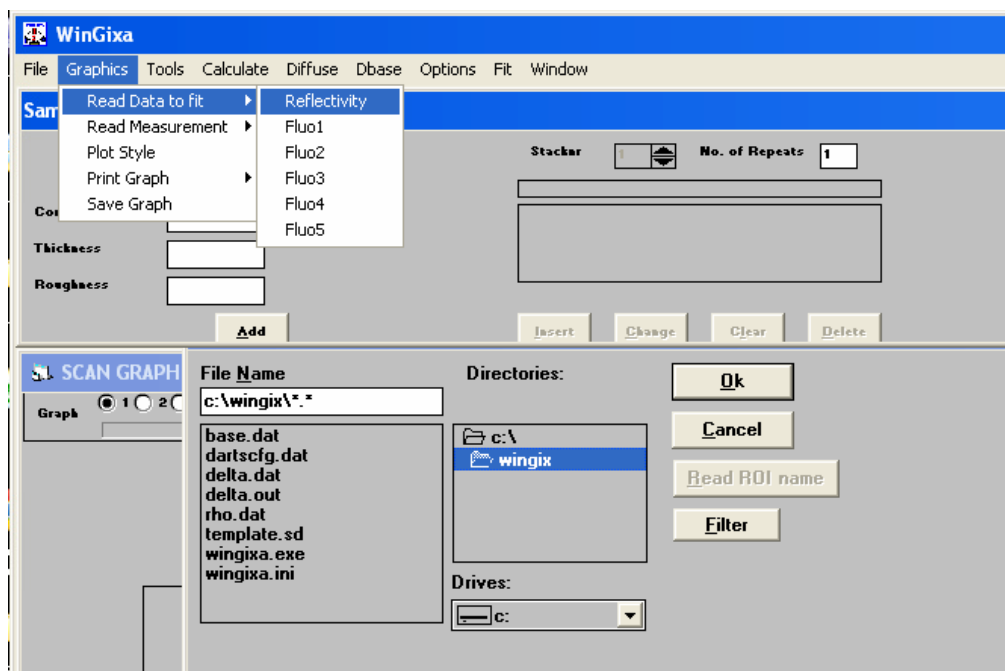 WinGixa
File Graphics Tools Calculate Diffuse Dbase Options Fit Window
Read Data to fit
Read Measurement
Plot Style
Print Graph
Save Graph
Reflectivity
Fluo1
Fluo2
Fluo3
Fluo4
Fluo5
Stacknr 1 No. of Repeats 1
Thickness
Roughness
Add Insert Change Clear Delete
SCAN GRAPH
Graph 1 2
File Name
c:\wingix\*.*
base.dat
dartscfg.dat
delta.dat
delta.out
rho.dat
template.sd
wingixa.exe
wingixa.ini
Directories:
c:\
wingix
Drives:
c:
Ok
Cancel
Read ROI name
Filter